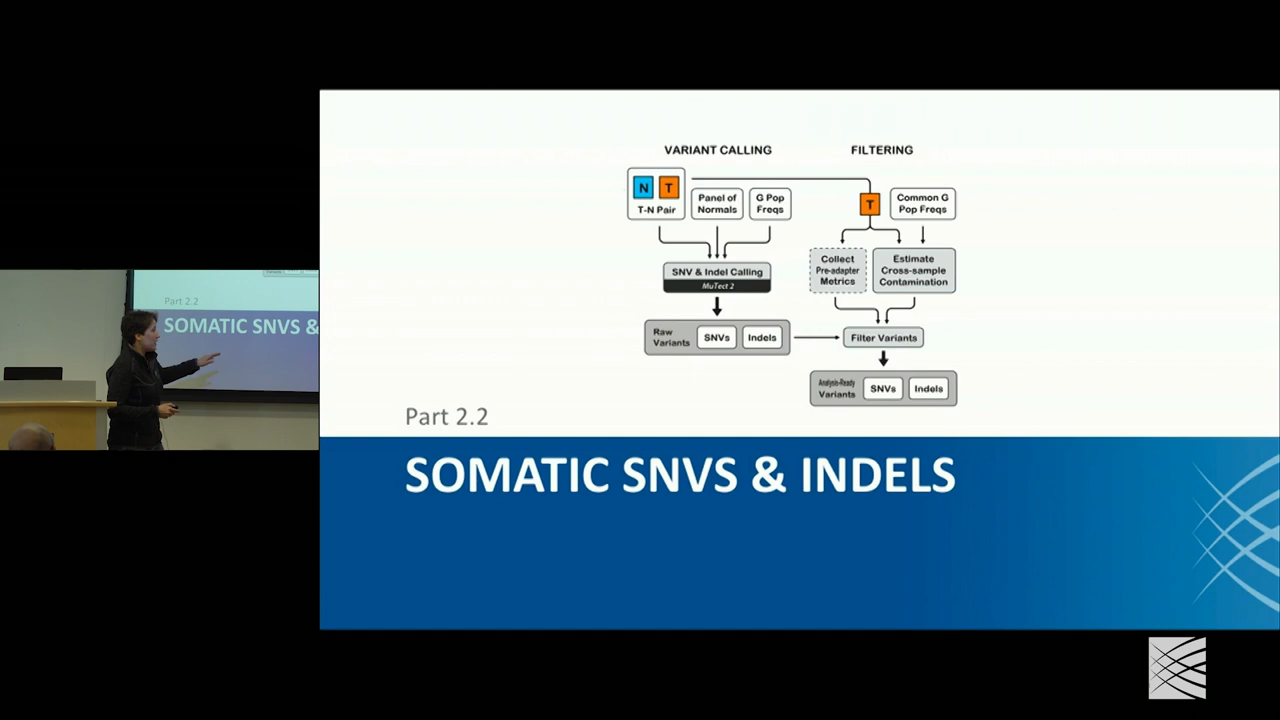 VARIANT CALLING
FILTERING
N T
T-N Pair
Panel of
Normals
G Pop
Freqs
T
Common G
Pop Freqs
SNV & Indel Calling
MuTect 2
Collect
Pre-adapter
Metrics
Estimate
Cross-sample
Contamination
Raw
Variants
SNVs
Indels
Filter Variants
Analysis-Ready
Variants
SNVs
Indels
Part 2.2
SOMATIC SNVS & INDELS
Part 2.2
SOMATIC SNVS &